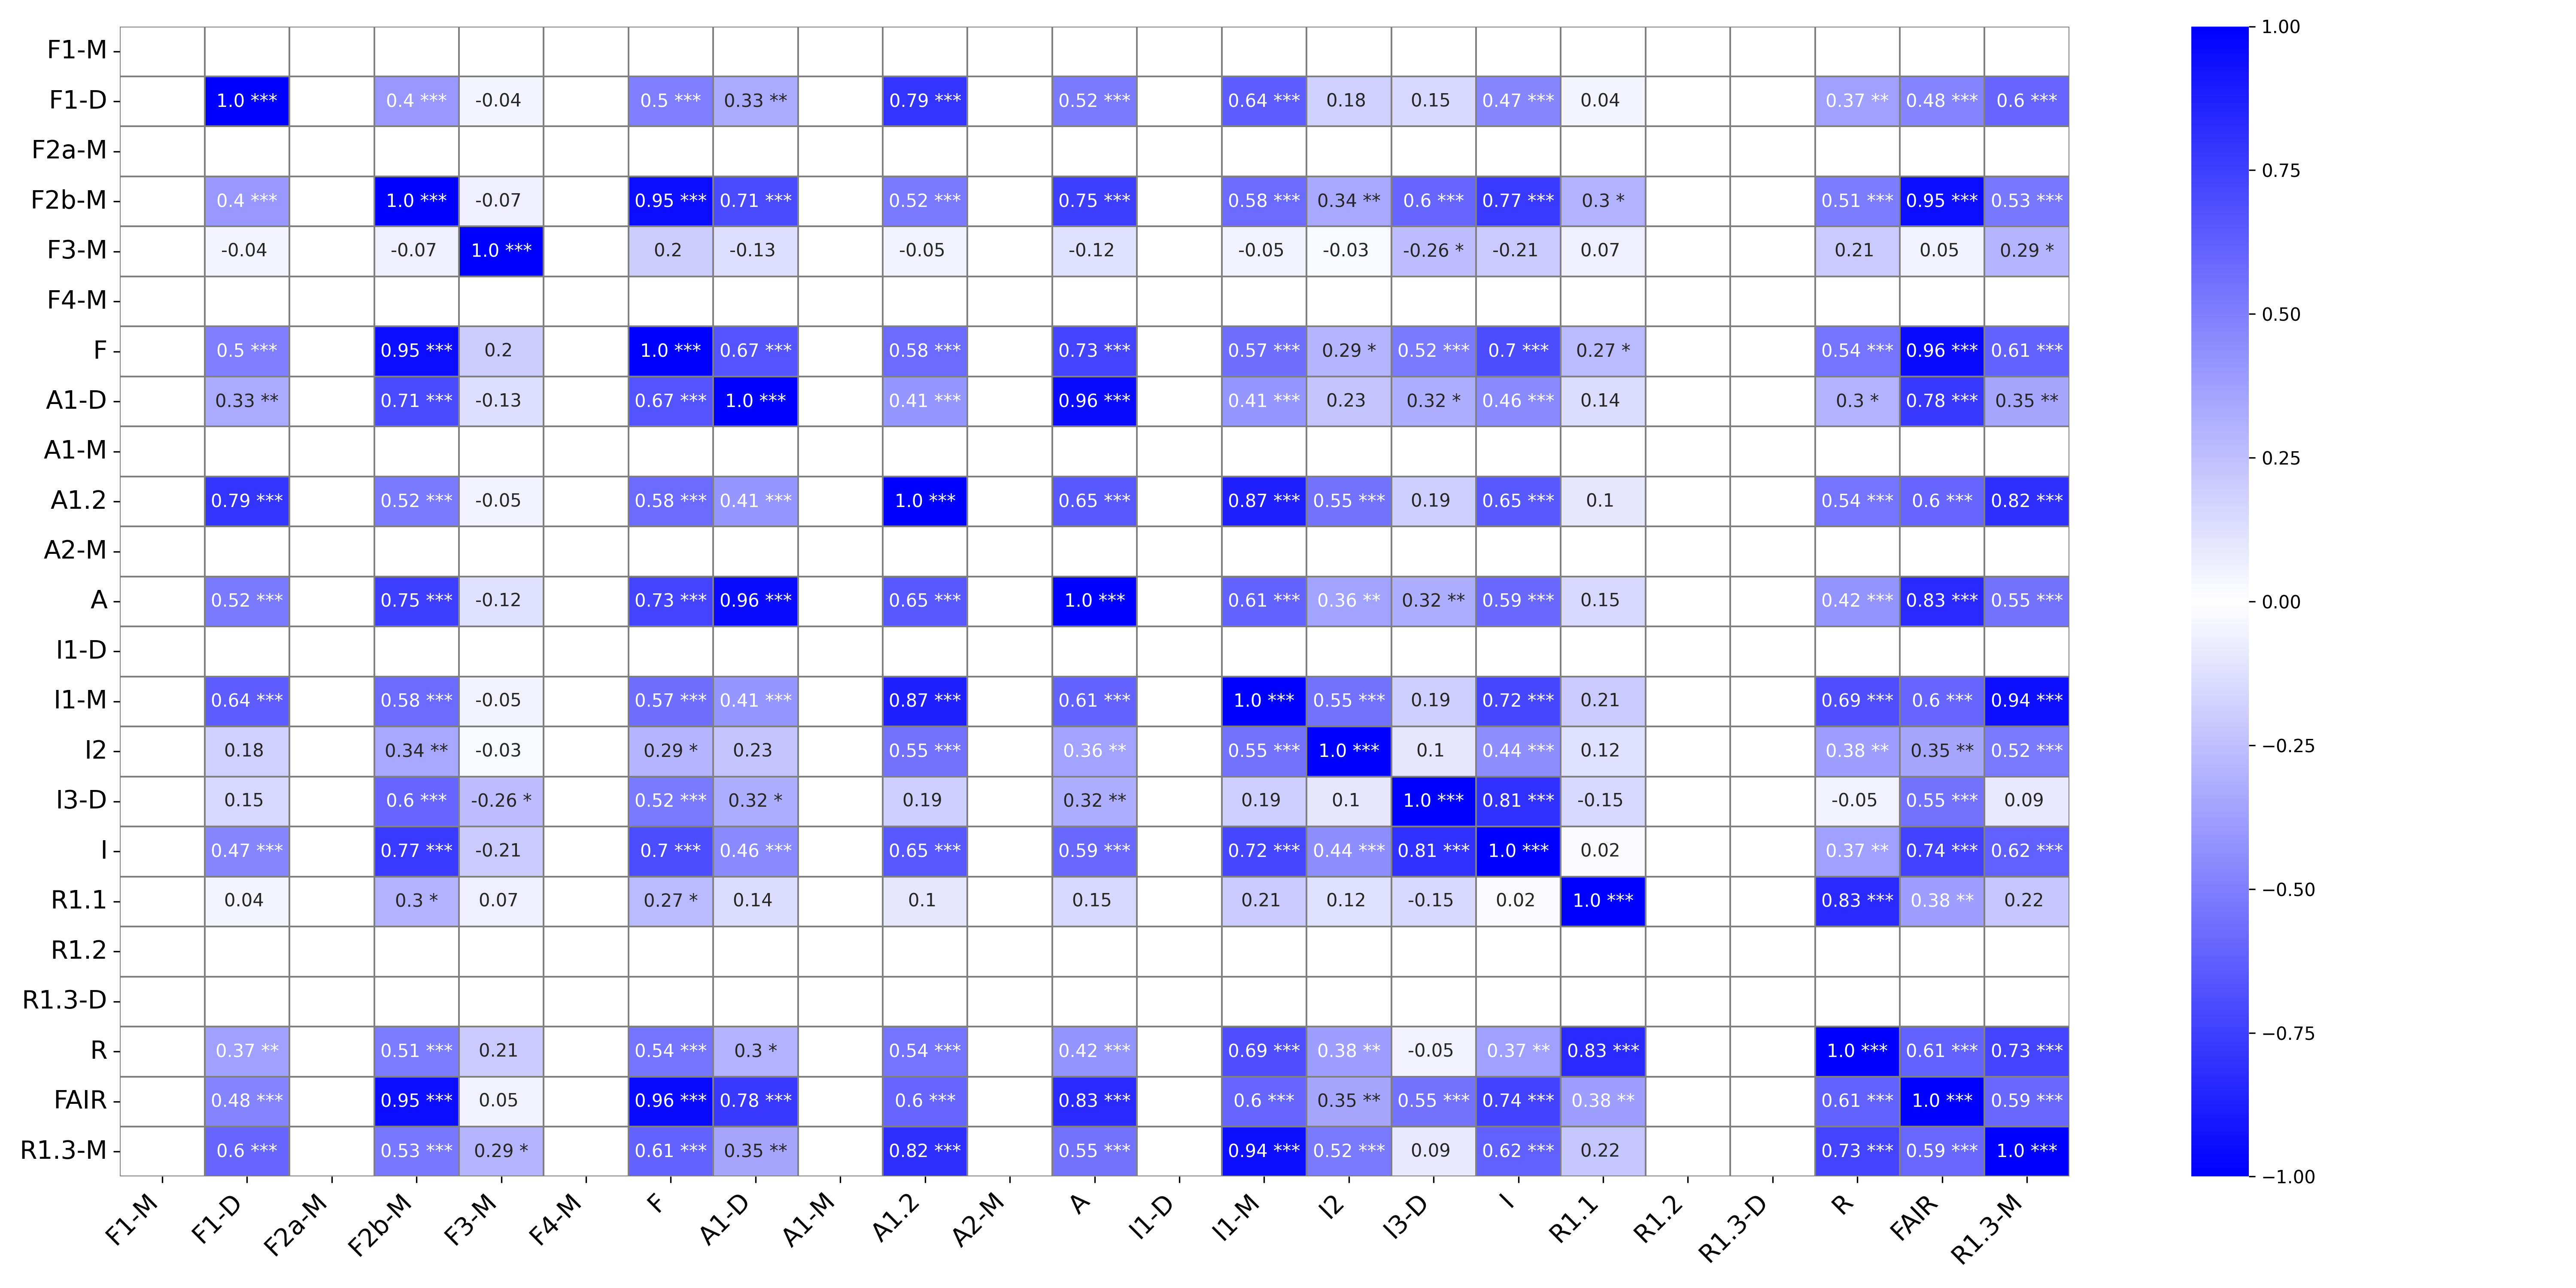 F1-M
F1-D 1.0 *** 0.4 *** -0.04 0.5 *** 0.33 ** 0.79 *** 0.52 *** 0.64 *** 0.18 0.15 0.47 *** 0.04 0.37 ** 0.48 *** 0.6 ***
F2a-M
F2b-M 0.4 *** 1.0 *** -0.07 0.95 *** 0.71 *** 0.52 *** 0.75 *** 0.58 *** 0.34 ** 0.6 *** 0.77 *** 0.3 * 0.51 *** 0.95 *** 0.53 ***
F3-M -0.04 -0.07 1.0 *** 0.2 -0.13 -0.05 -0.12 -0.05 -0.03 -0.26 * -0.21 0.07 0.21 0.05 0.29 *
F4-M
F 0.5 *** 0.95 *** 0.2 1.0 *** 0.67 *** 0.58 *** 0.73 *** 0.57 *** 0.29 * 0.52 *** 0.7 *** 0.27 * 0.54 *** 0.96 *** 0.61 ***
A1-D 0.33 ** 0.71 *** -0.13 0.67 *** 1.0 *** 0.41 *** 0.96 *** 0.41 *** 0.23 0.32 * 0.46 *** 0.14 0.3 * 0.78 *** 0.35 **
A1-M
A1.2 0.79 *** 0.52 *** -0.05 0.58 *** 0.41 *** 1.0 *** 0.65 *** 0.87 *** 0.55 *** 0.19 0.65 *** 0.1 0.54 *** 0.6 *** 0.82 ***
A2-M
A 0.52 *** 0.75 *** -0.12 0.73 *** 0.96 *** 0.65 *** 1.0 *** 0.61 *** 0.36 ** 0.32 ** 0.59 *** 0.15 0.42 *** 0.83 *** 0.55 ***
I1-D
I1-M 0.64 *** 0.58 *** -0.05 0.57 *** 0.41 *** 0.87 *** 0.61 *** 1.0 *** 0.55 *** 0.19 0.72 *** 0.21 0.69 *** 0.6 *** 0.94 ***
I2 0.18 0.34 ** -0.03 0.29 * 0.23 0.55 *** 0.36 ** 0.55 *** 1.0 *** 0.1 0.44 *** 0.12 0.38 ** 0.35 ** 0.52 ***
I3-D 0.15 0.6 *** -0.26 * 0.52 *** 0.32 * 0.19 0.32 ** 0.19 0.1 1.0 *** 0.81 *** -0.15 -0.05 0.55 *** 0.09
I 0.47 *** 0.77 *** -0.21 0.7 *** 0.46 *** 0.65 *** 0.59 *** 0.72 *** 0.44 *** 0.81 *** 1.0 *** 0.02 0.37 ** 0.74 *** 0.62 ***
R1.1 0.04 0.3 * 0.07 0.27 * 0.14 0.1 0.15 0.21 0.12 -0.15 0.02 1.0 *** 0.83 *** 0.38 ** 0.22
R1.2
R1.3-D
R 0.37 ** 0.51 *** 0.21 0.54 *** 0.3 * 0.54 *** 0.42 *** 0.69 *** 0.38 ** -0.05 0.37 ** 0.83 *** 1.0 *** 0.61 *** 0.73 ***
FAIR 0.48 *** 0.95 *** 0.05 0.96 *** 0.78 *** 0.6 *** 0.83 *** 0.6 *** 0.35 ** 0.55 *** 0.74 *** 0.38 ** 0.61 *** 1.0 *** 0.59 ***
R1.3-M 0.6 *** 0.53 *** 0.29 * 0.61 *** 0.35 ** 0.82 *** 0.55 *** 0.94 *** 0.52 *** 0.09 0.62 *** 0.22 0.73 *** 0.59 *** 1.0 ***
F1-M F1-D F2a-M F2b-M F3-M F4-M F A1-D A1-M A1.2 A2-M A I1-D I1-M I2 I3-D I R1.1 R1.2 R1.3-D R FAIR R1.3-M
1.00
0.75
0.50
0.25
0.00
−0.25
−0.50
−0.75
−1.00